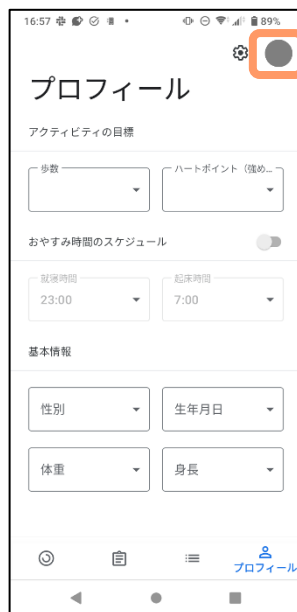 16:57 89%
プロフィール
アクティビティの目標
歩数 ハートポイント（強め...
おやすみ時間のスケジュール
就寝時間 起床時間
23:00 7:00
基本情報
性別 生年月日
体重 身長
プロフィール